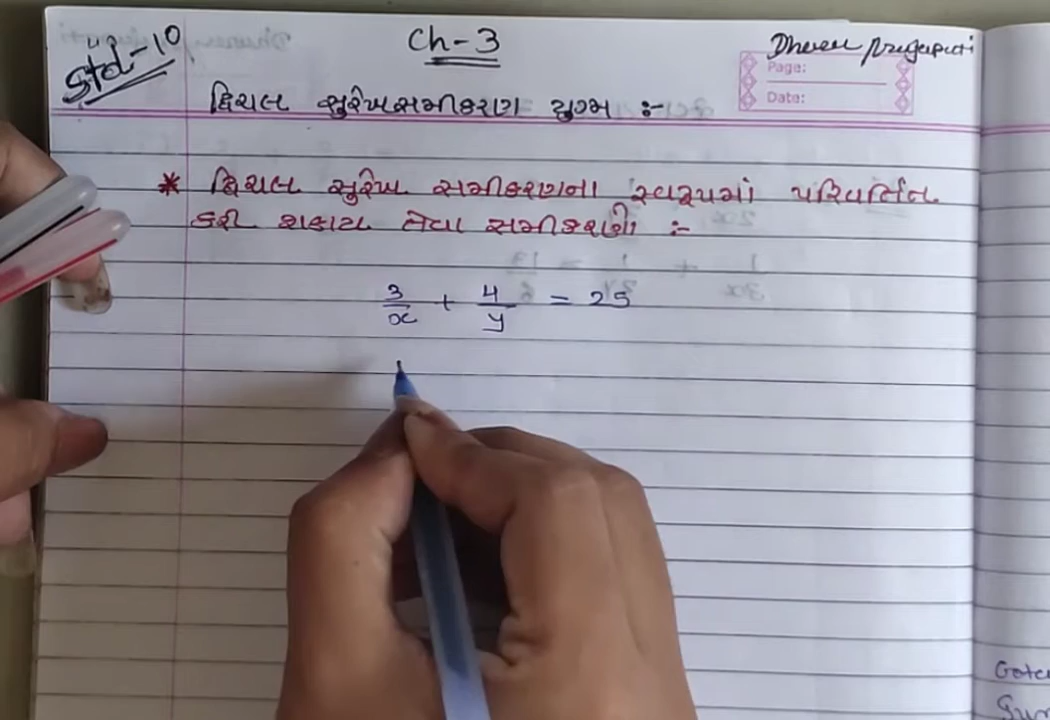 Std-10
Ch-3
Dhruv Prajapati
Page:
Date:
દ્વિચલ સુરેખ સમીકરણ યુગ્મ :-
* દ્વિચલ સુરેખ સમીકરણના સ્વરૂપમાં પરિવર્તિત
કરી શકાય તેવા સમીકરણો :-
3/x + 4/y = 25